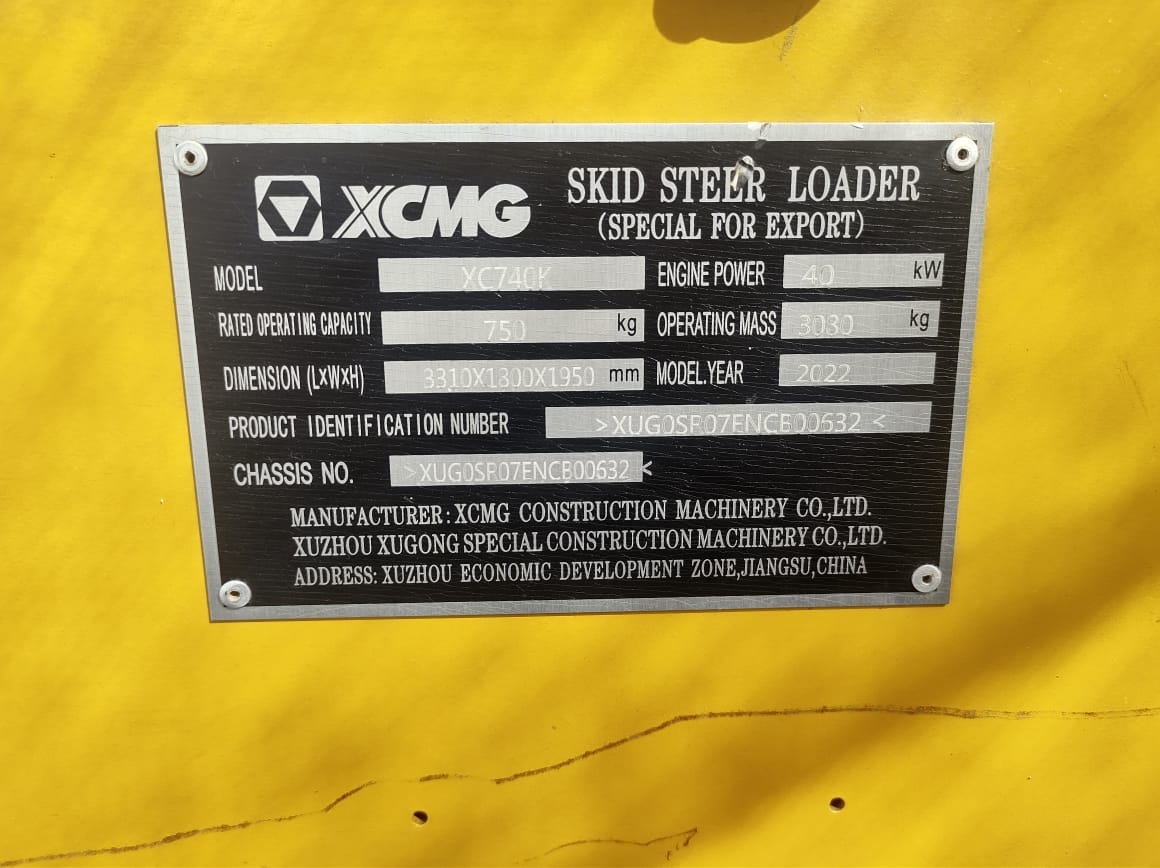 XCMG SKID STEER LOADER
(SPECIAL FOR EXPORT)
MODEL XC740K ENGINE POWER 40 kW
RATED OPERATING CAPACITY 750 kg OPERATING MASS 3030 kg
DIMENSION (L×W×H) 3310X1800X1950 mm MODEL.YEAR 2022
PRODUCT IDENTIFICATION NUMBER >XUG0SR07ENCB00632 <
CHASSIS NO. >XUG0SR07ENCB00632 <
MANUFACTURER: XCMG CONSTRUCTION MACHINERY CO.,LTD.
XUZHOU XUGONG SPECIAL CONSTRUCTION MACHINERY CO.,LTD.
ADDRESS: XUZHOU ECONOMIC DEVELOPMENT ZONE,JIANGSU,CHINA